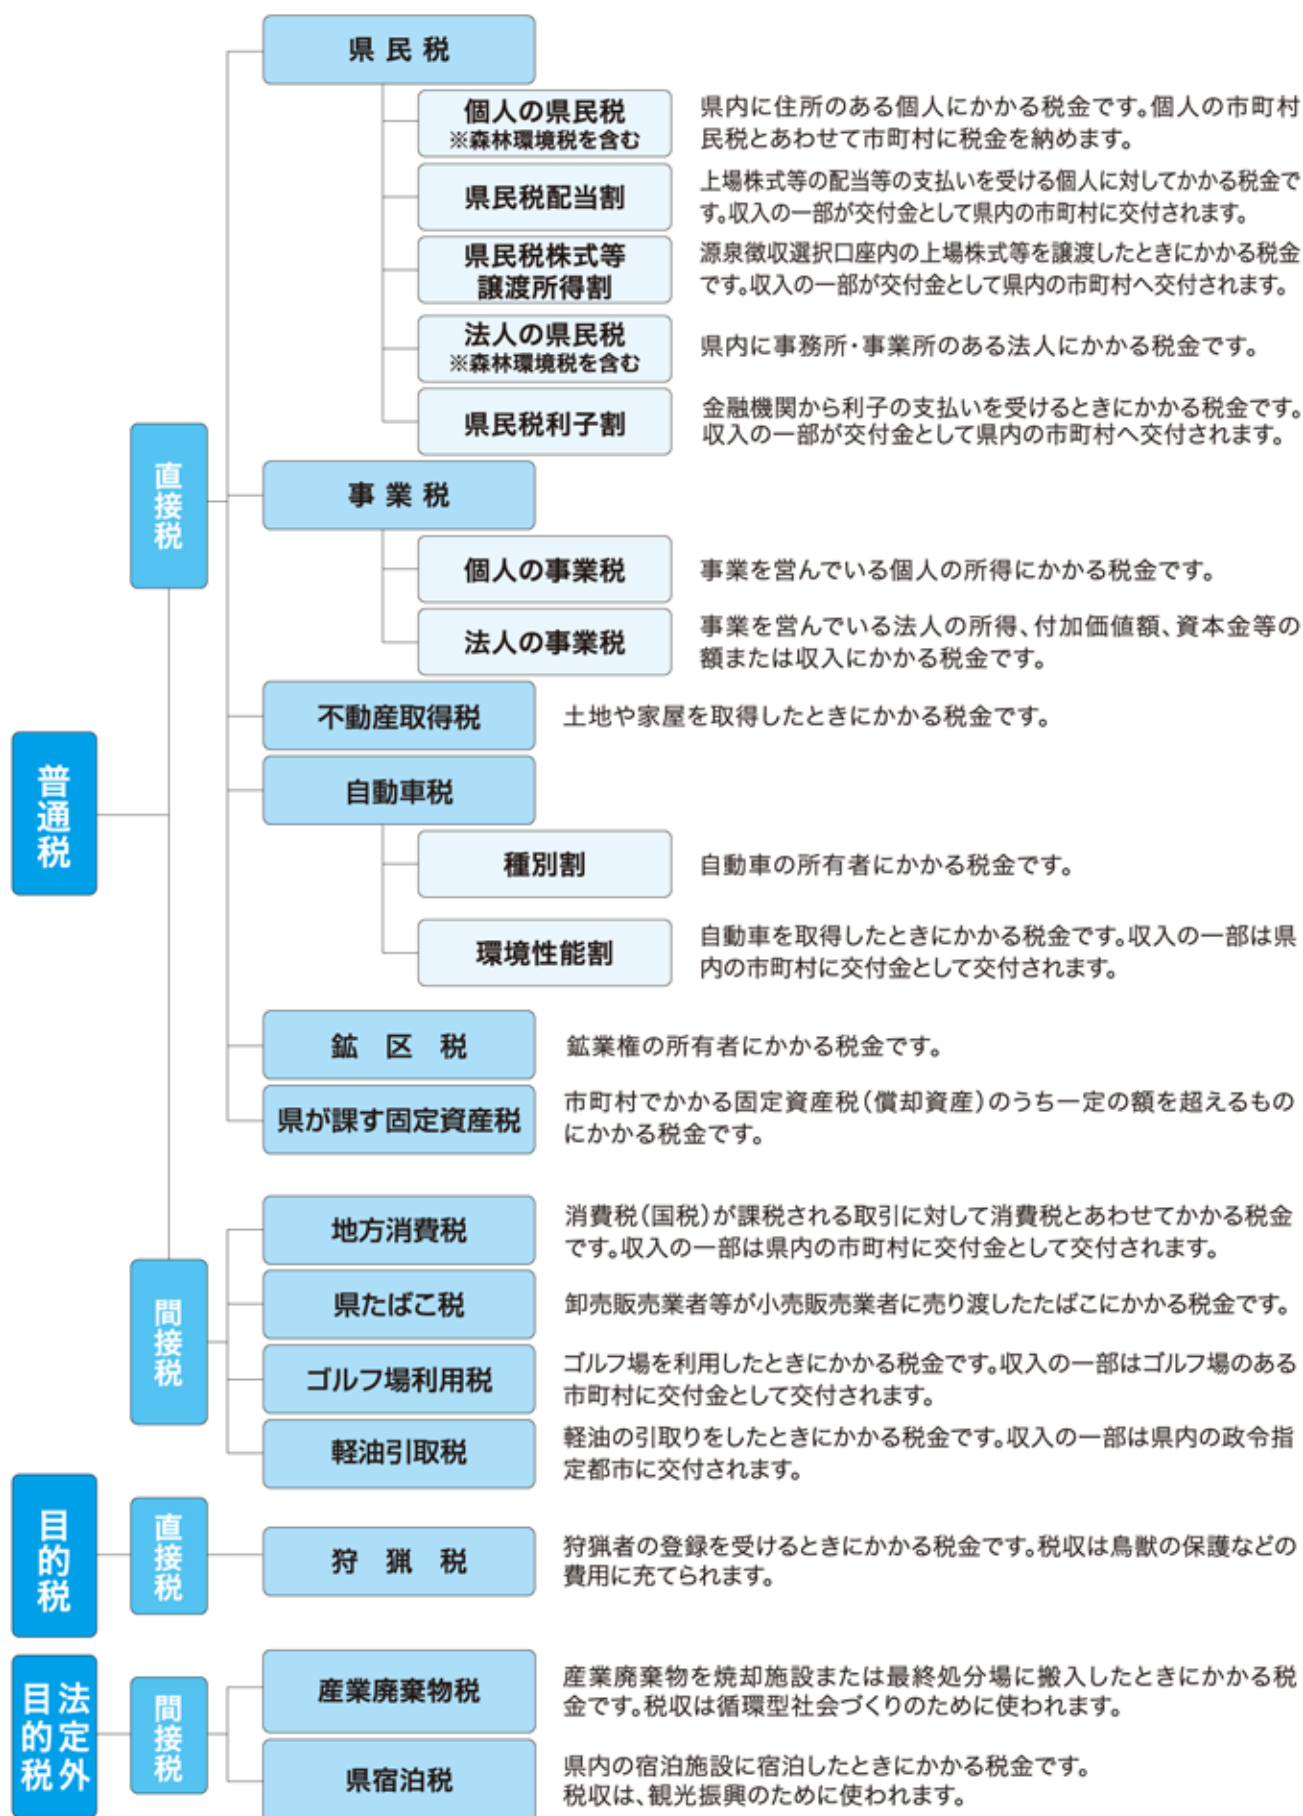 普通税
直接税
県民税
個人の県民税
※森林環境税を含む
県内に住所のある個人にかかる税金です。個人の市町村
民税とあわせて市町村に税金を納めます。
県民税配当割
上場株式等の配当等の支払いを受ける個人に対してかかる税金で
す。収入の一部が交付金として県内の市町村に交付されます。
県民税株式等
譲渡所得割
源泉徴収選択口座内の上場株式等を譲渡したときにかかる税金
です。収入の一部が交付金として県内の市町村へ交付されます。
法人の県民税
※森林環境税を含む
県内に事務所・事業所のある法人にかかる税金です。
県民税利子割
金融機関から利子の支払いを受けるときにかかる税金です。
収入の一部が交付金として県内の市町村へ交付されます。
事業税
個人の事業税
事業を営んでいる個人の所得にかかる税金です。
法人の事業税
事業を営んでいる法人の所得、付加価値額、資本金等の
額または収入にかかる税金です。
不動産取得税
土地や家屋を取得したときにかかる税金です。
自動車税
種別割
自動車の所有者にかかる税金です。
環境性能割
自動車を取得したときにかかる税金です。収入の一部は県
内の市町村に交付金として交付されます。
鉱区税
鉱業権の所有者にかかる税金です。
県が課す固定資産税
市町村でかかる固定資産税(償却資産)のうち一定の額を超えるもの
にかかる税金です。
間接税
地方消費税
消費税(国税)が課税される取引に対して消費税とあわせてかかる税金
です。収入の一部は県内の市町村に交付金として交付されます。
県たばこ税
卸売販売業者等が小売販売業者に売り渡したたばこにかかる税金です。
ゴルフ場利用税
ゴルフ場を利用したときにかかる税金です。収入の一部はゴルフ場のある
市町村に交付金として交付されます。
軽油引取税
軽油の引取りをしたときにかかる税金です。収入の一部は県内の政令指
定都市に交付されます。
目的税
直接税
狩猟税
狩猟者の登録を受けるときにかかる税金です。税収は鳥獣の保護などの
費用に充てられます。
法定外
目的税
間接税
産業廃棄物税
産業廃棄物を焼却施設または最終処分場に搬入したときにかかる税
金です。税収は循環型社会づくりのために使われます。
県宿泊税
県内の宿泊施設に宿泊したときにかかる税金です。
税収は、観光振興のために使われます。